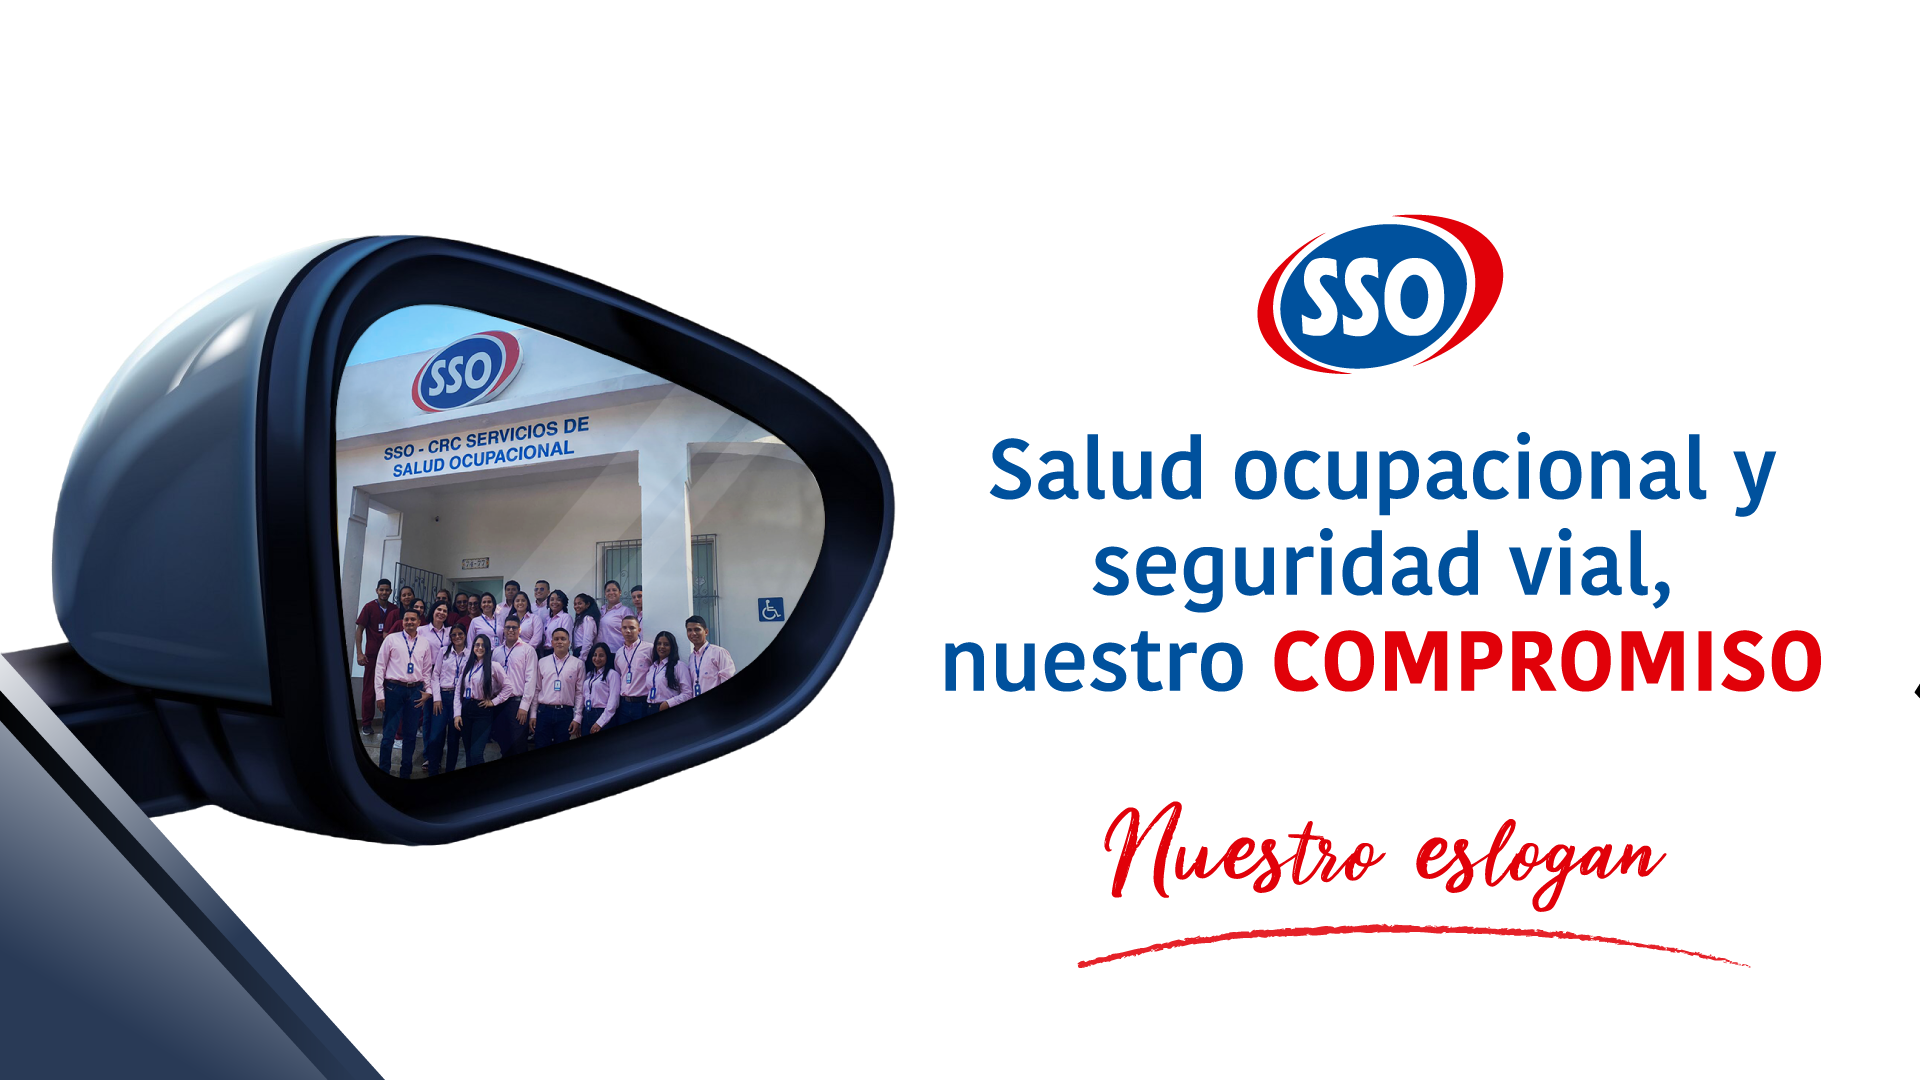 SSO
SSO - CRC SERVICIOS DE
SALUD OCUPACIONAL
SSO
Salud ocupacional y
seguridad vial,
nuestro COMPROMISO
Nuestro eslogan